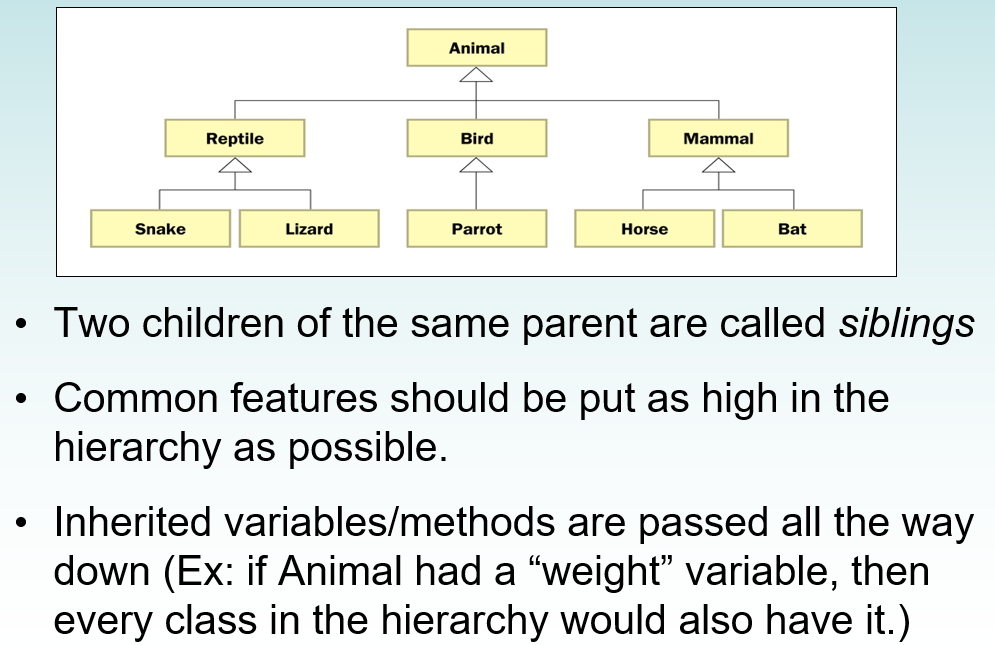 Animal
Reptile Bird Mammal
Snake Lizard Parrot Horse Bat
• Two children of the same parent are called siblings
• Common features should be put as high in the
hierarchy as possible.
• Inherited variables/methods are passed all the way
down (Ex: if Animal had a “weight” variable, then
every class in the hierarchy would also have it.)